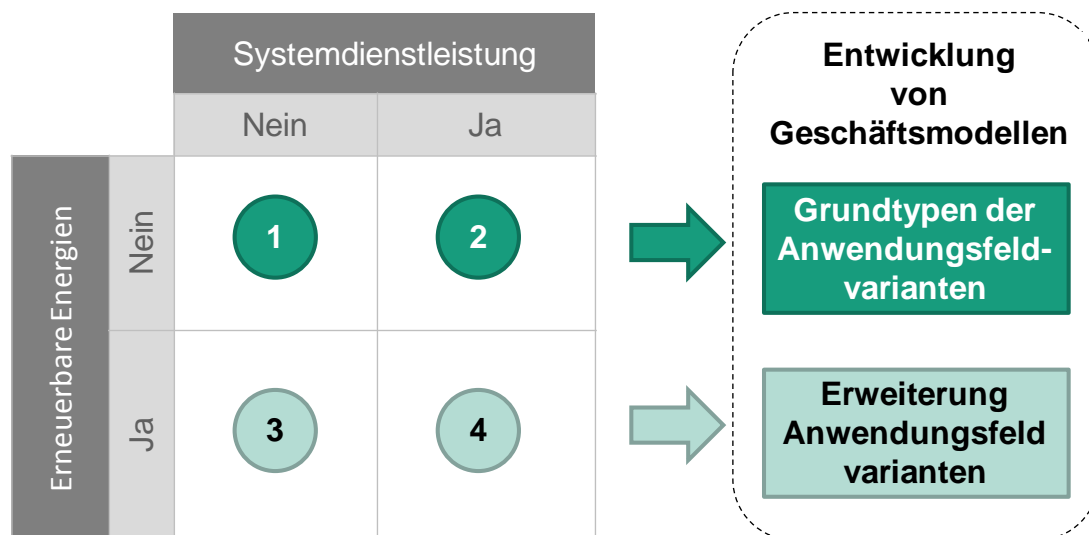 Systemdienstleistung
Nein
Ja
Erneuerbare Energien
Nein
1
2
Ja
3
4
Entwicklung
von
Geschäftsmodellen
Grundtypen der
Anwendungsfeld-
varianten
Erweiterung
Anwendungsfeld
varianten